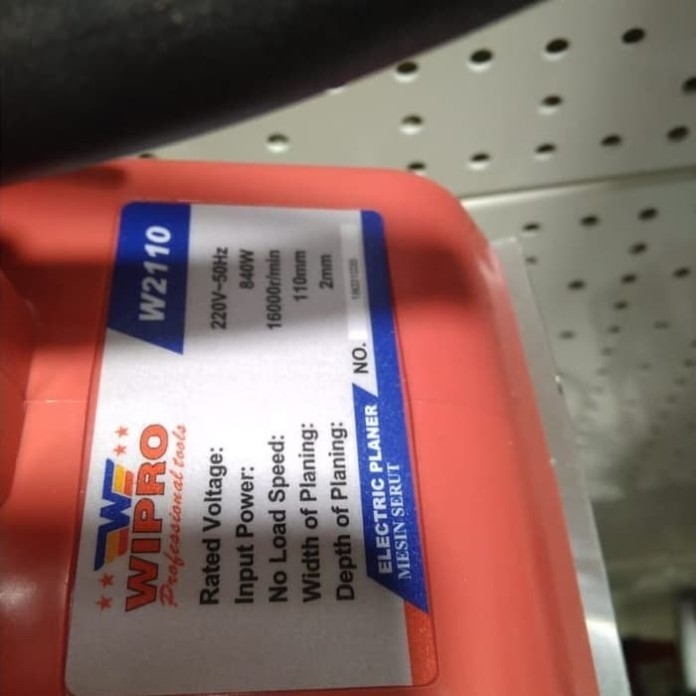 WE
WIPRO
Professional tools
W2110
Rated Voltage: 220V~50Hz
Input Power: 840W
No Load Speed: 16000r/min
Width of Planing: 110mm
Depth of Planing: 2mm
ELECTRIC PLANER
MESIN SERUT
NO.